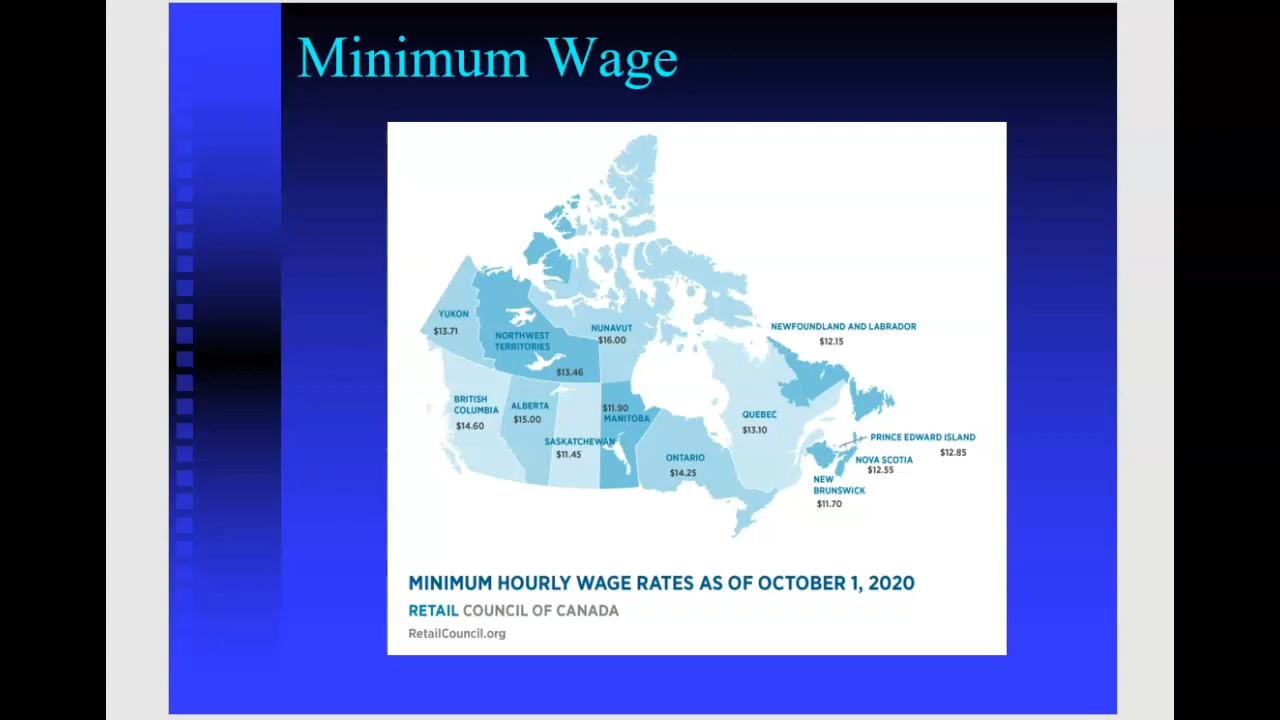 Minimum Wage
YUKON
$13.71
NORTHWEST
TERRITORIES
$13.46
NUNAVUT
$16.00
NEWFOUNDLAND AND LABRADOR
$12.15
BRITISH
COLUMBIA
$14.60
ALBERTA
$15.00
SASKATCHEWAN
$11.45
$11.90
MANITOBA
ONTARIO
$14.25
QUEBEC
$13.10
PRINCE EDWARD ISLAND
$12.85
NOVA SCOTIA
$12.55
NEW
BRUNSWICK
$11.70
MINIMUM HOURLY WAGE RATES AS OF OCTOBER 1, 2020
RETAIL COUNCIL OF CANADA
RetailCouncil.org